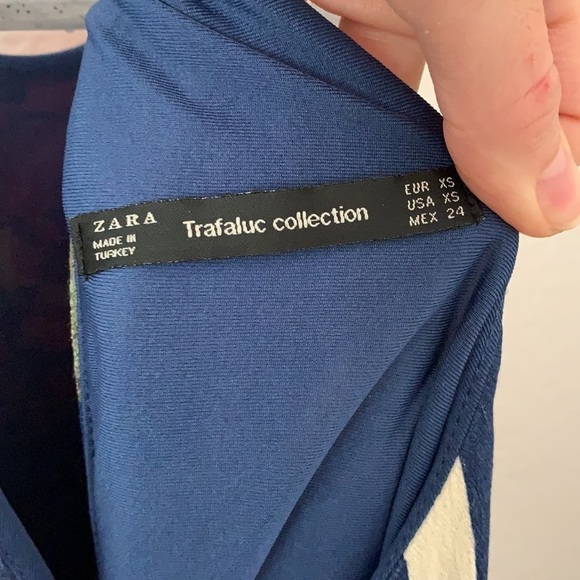 ZARA
MADE IN
TURKEY
Trafaluc collection
EUR XS
USA XS
MEX 24